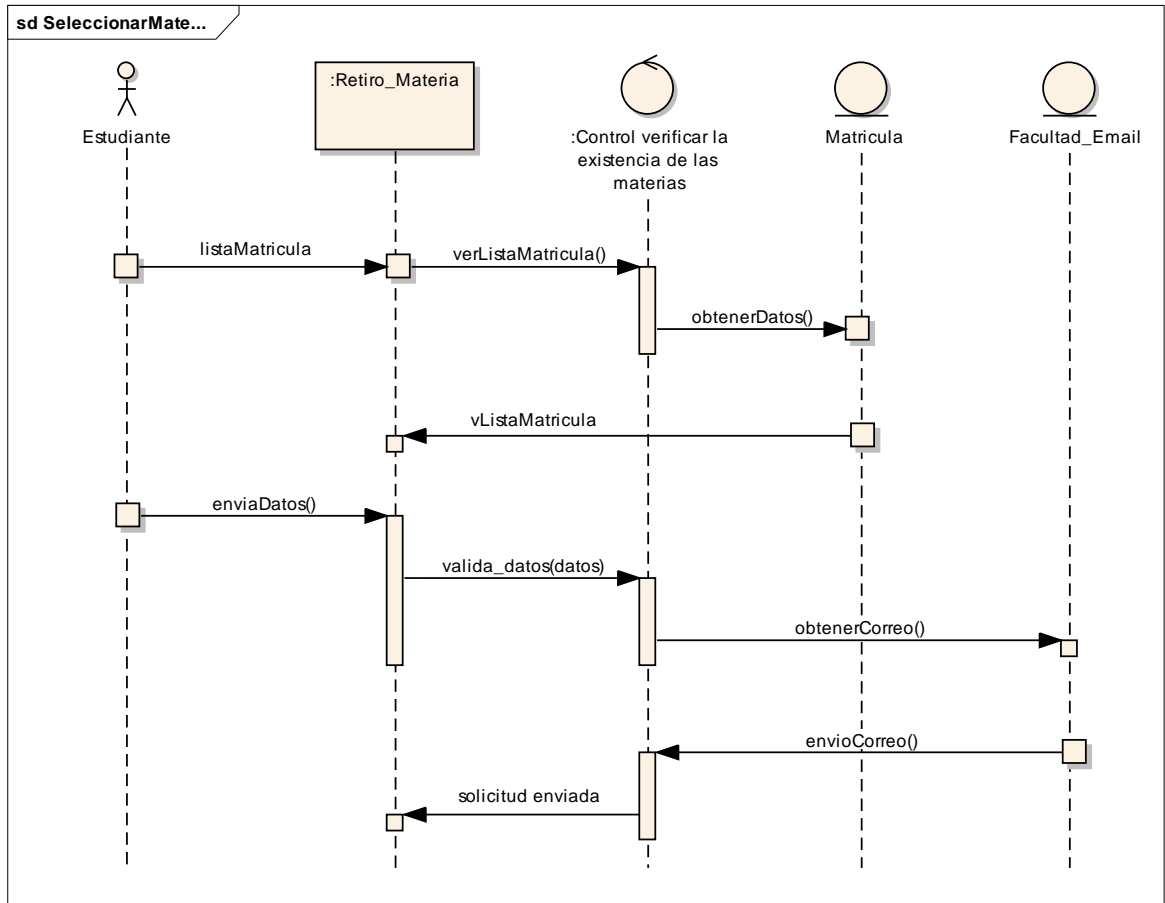 sd SeleccionarMate...
:Retiro_Materia
Estudiante
:Control verificar la
existencia de las
materias
Matricula
Facultad_Email
listaMatricula
verListaMatricula()
obtenerDatos()
vListaMatricula
enviaDatos()
valida_datos(datos)
obtenerCorreo()
envioCorreo()
solicitud enviada